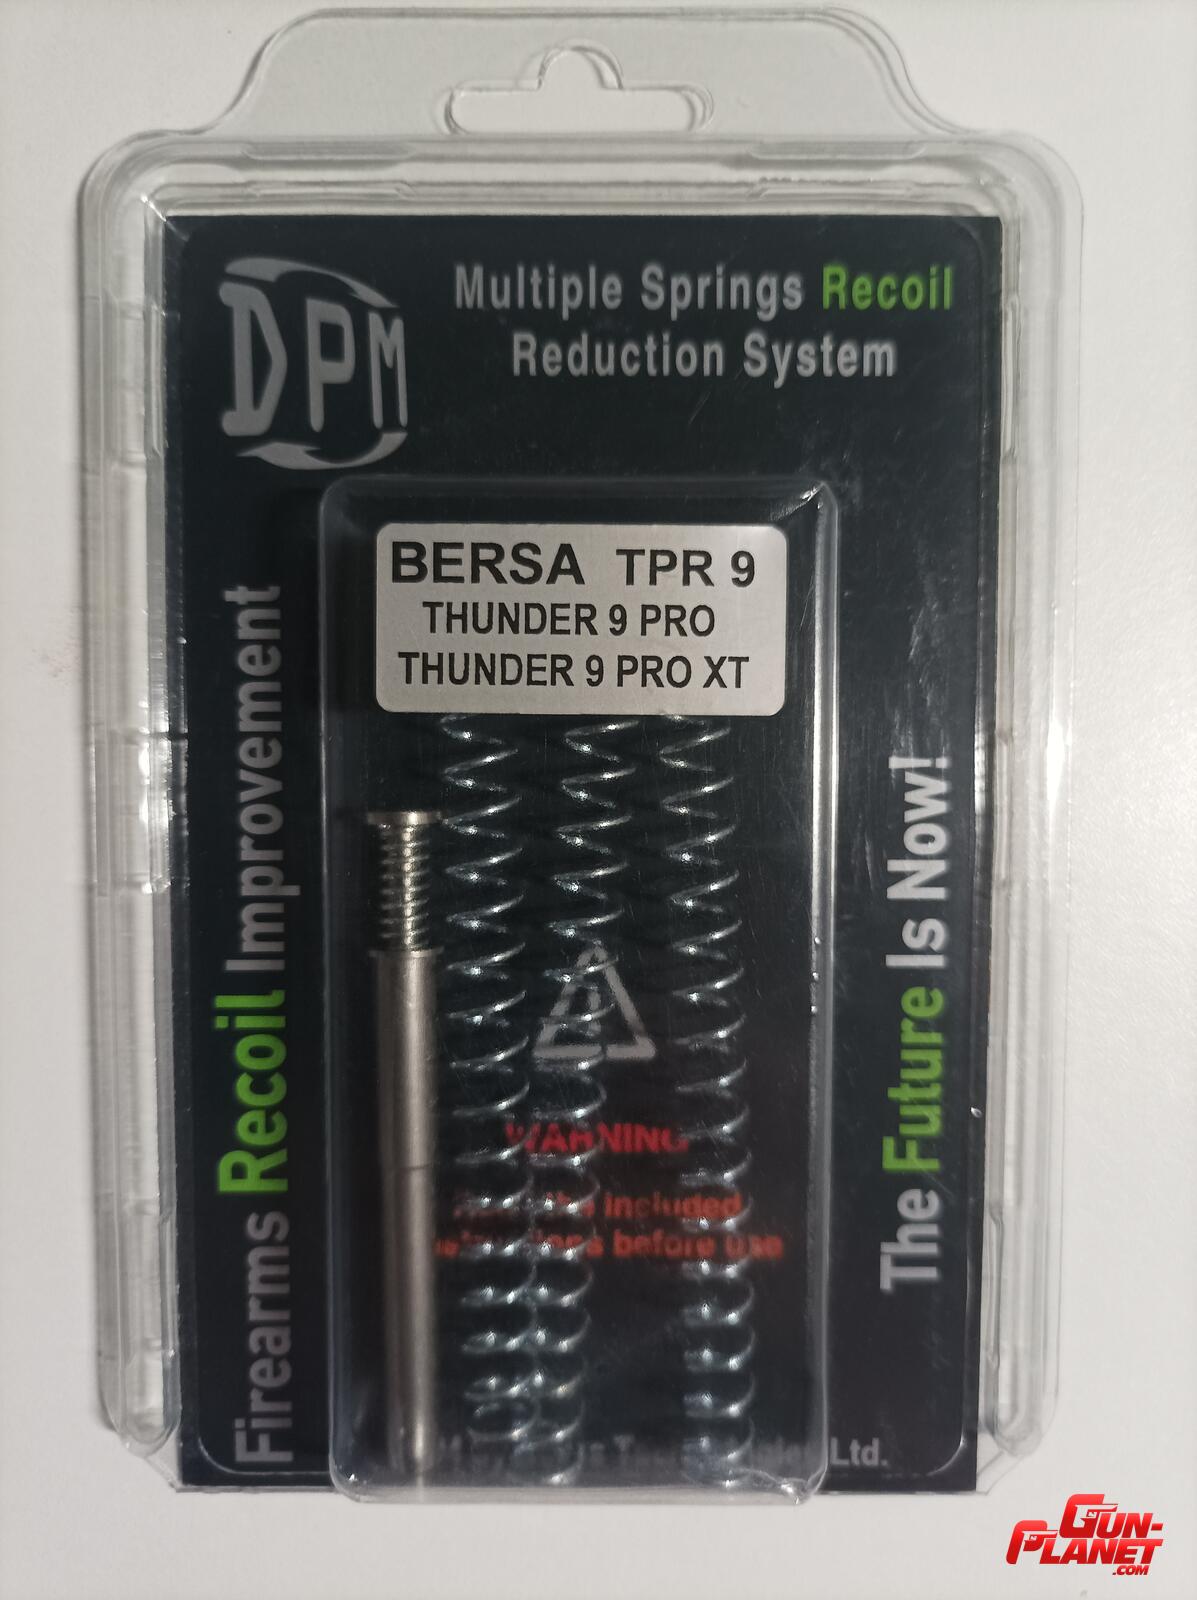 DPM
Multiple Springs Recoil
Reduction System
BERSA TPR 9
THUNDER 9 PRO
THUNDER 9 PRO XT
Firearms Recoil Improvement
The Future Is Now!
WARNING
included
before use
Ltd.
GUN-
PLANET
.COM